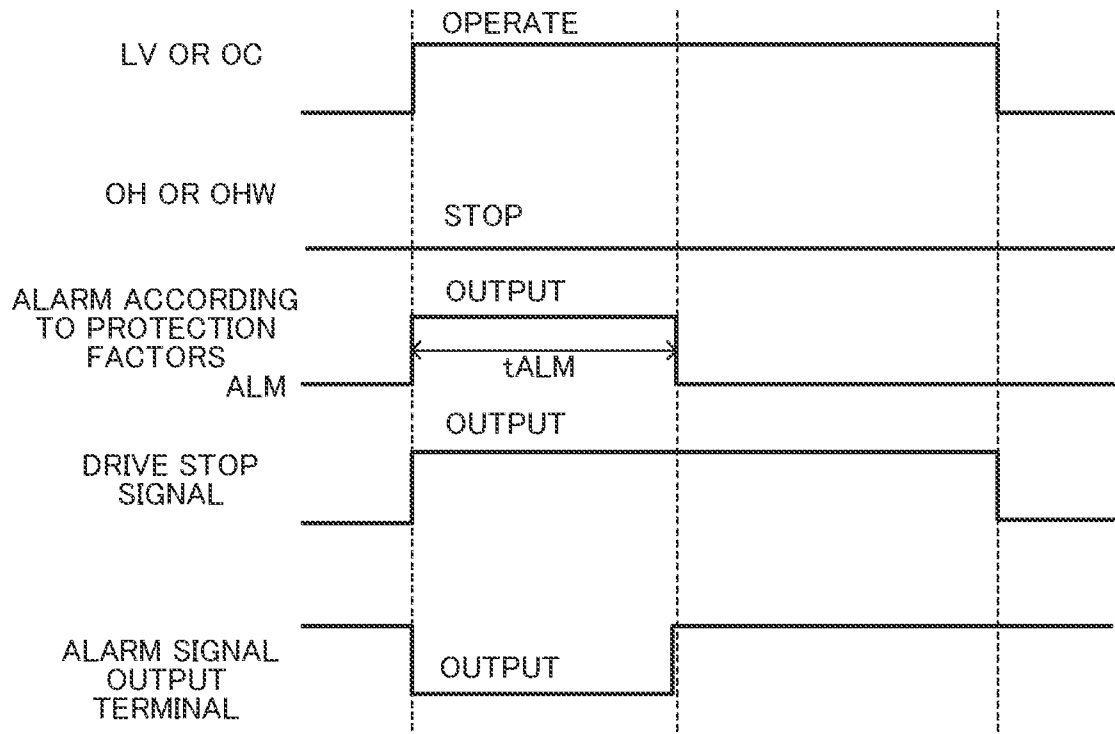 OPERATE
LV OR OC
OH OR OHW
STOP
ALARM ACCORDING
TO PROTECTION
FACTORS
ALM
OUTPUT
tALM
OUTPUT
DRIVE STOP
SIGNAL
ALARM SIGNAL
OUTPUT
TERMINAL
OUTPUT